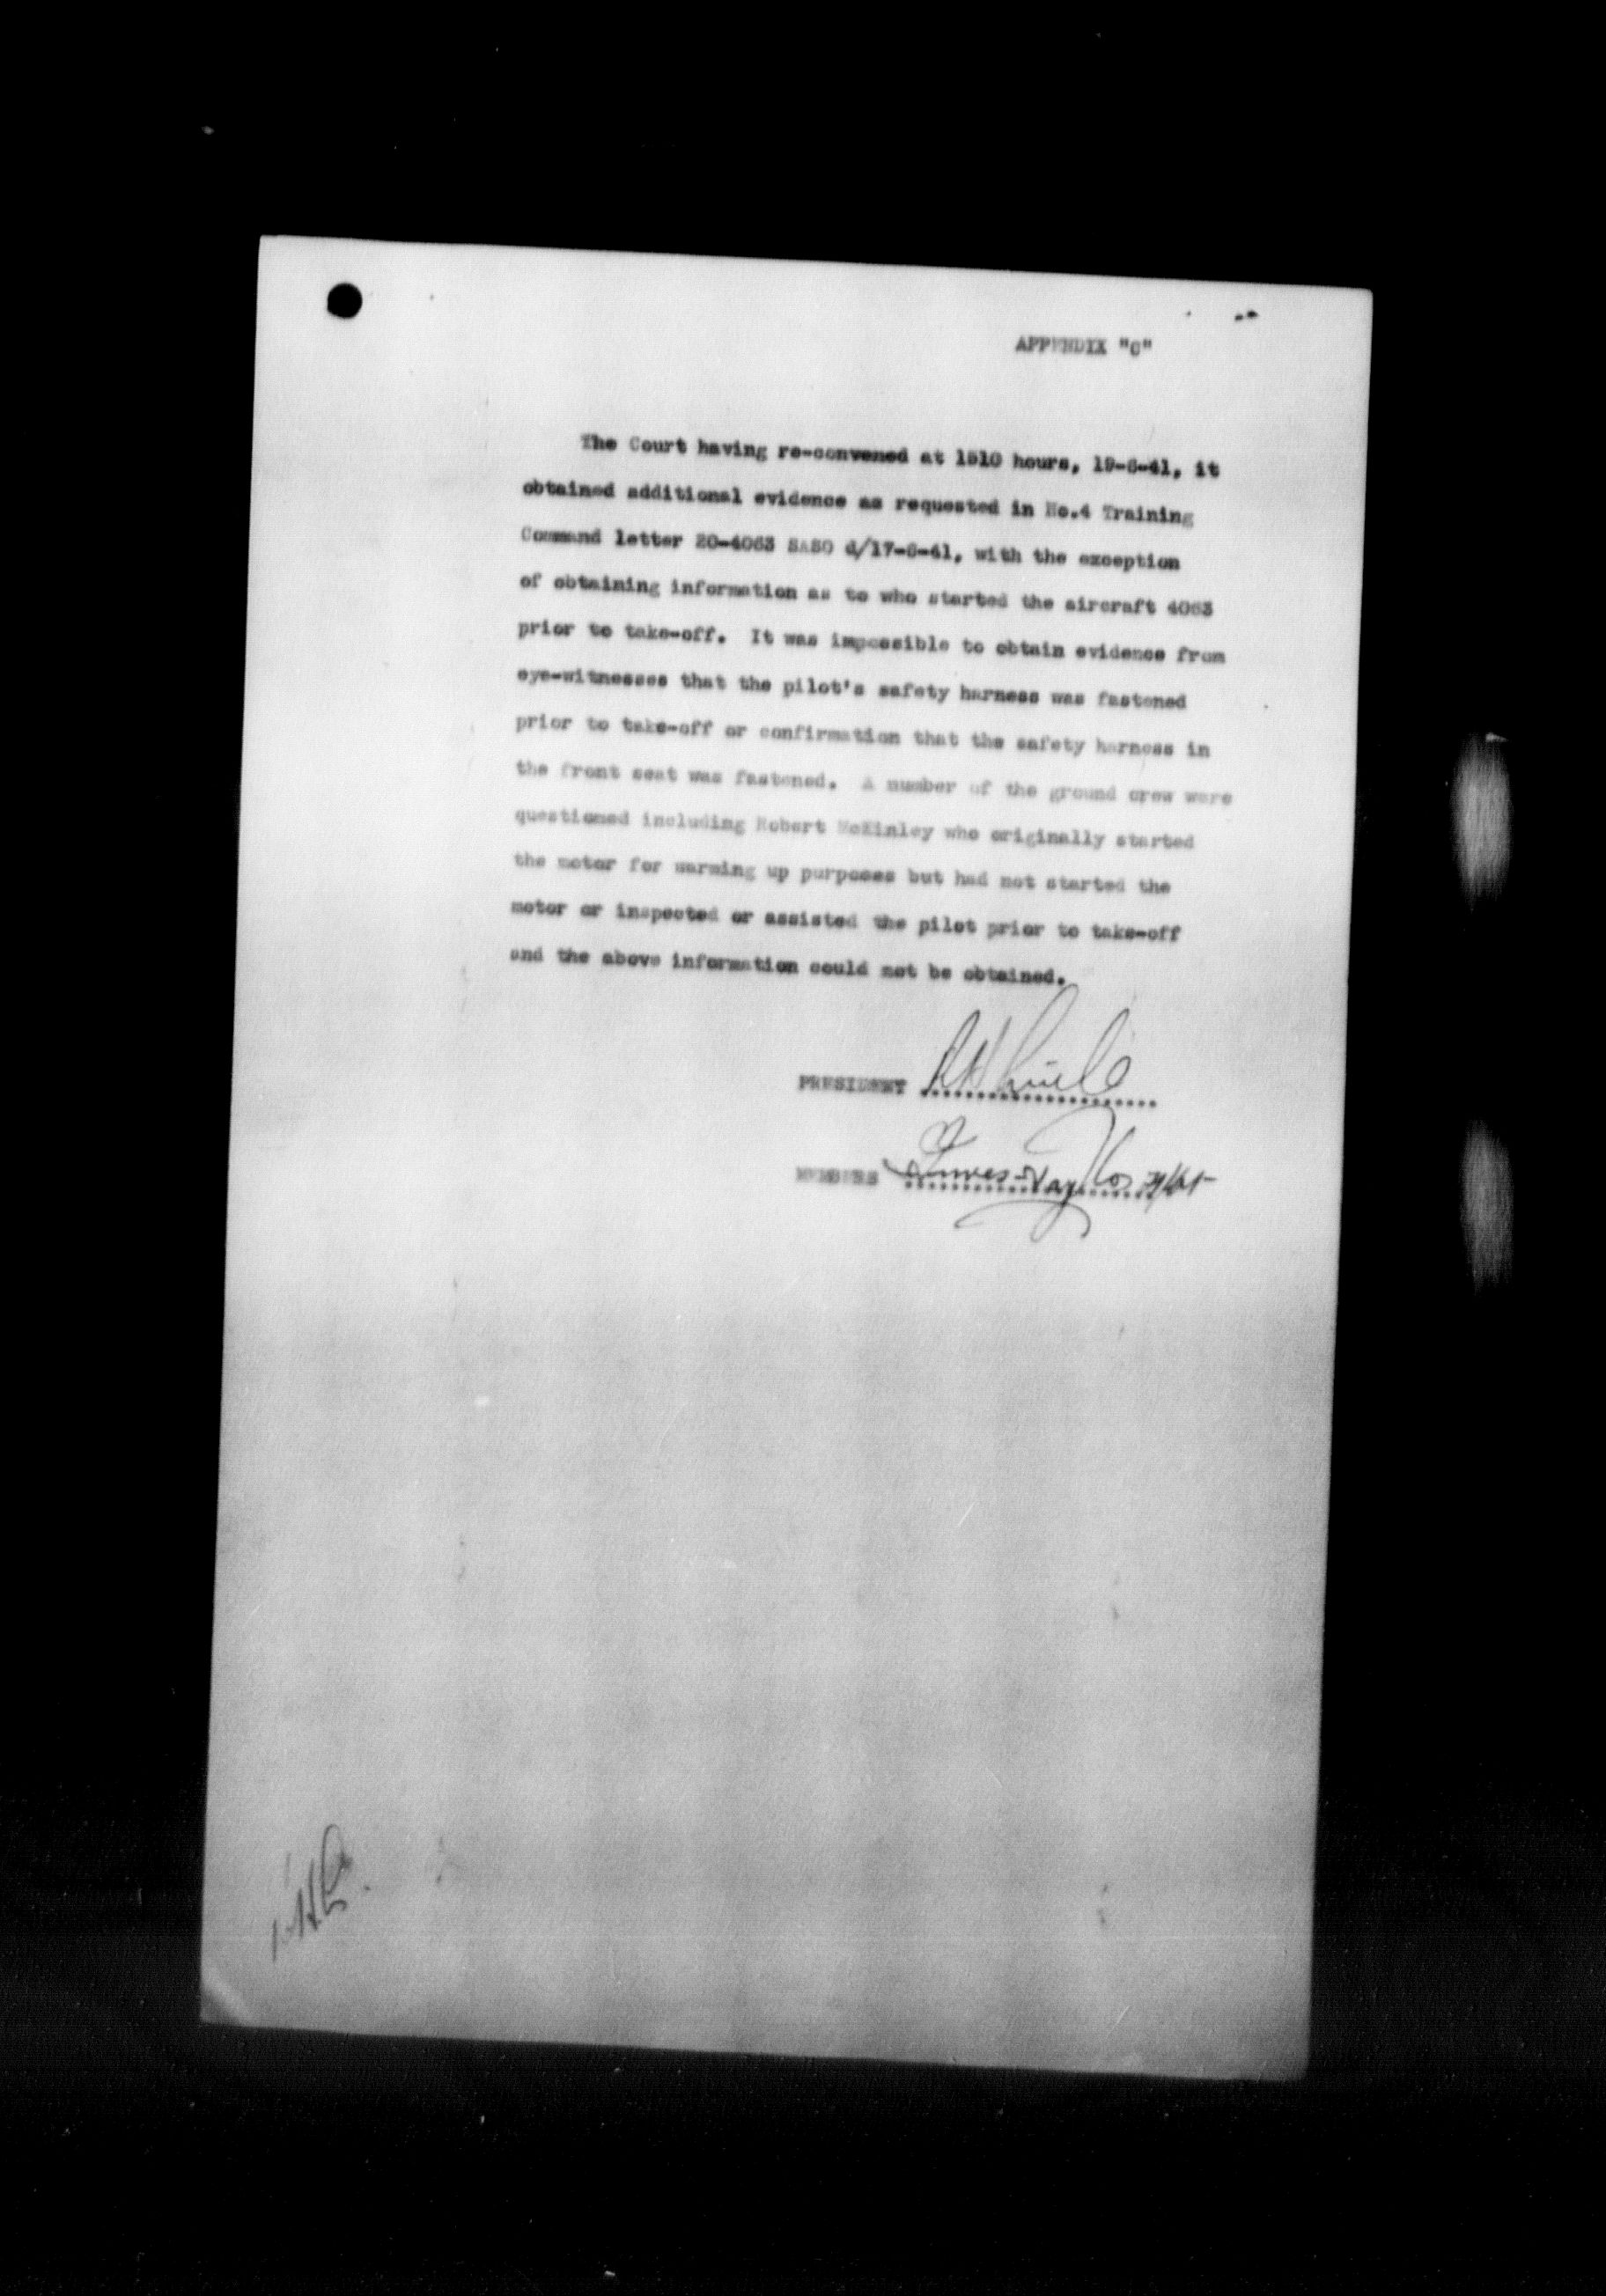 APPENDIX "C"
The Court having re-convened at 1510 hours, 19-6-41, it
obtained additional evidence as requested in No.4 Training
Command letter 20-4063 SASO d/17-6-41, with the exception
of obtaining information as to who started the aircraft 4063
prior to take-off. It was impossible to obtain evidence from
eye-witnesses that the pilot's safety harness was fastened
prior to take-off or confirmation that the safety harness in
the front seat was fastened. A number of the ground crew were
questioned including Robert McKinley who originally started
the motor for warming up purposes but had not started the
motor or inspected or assisted the pilot prior to take-off
and the above information could not be obtained.
PRESIDENT
MEMBERS